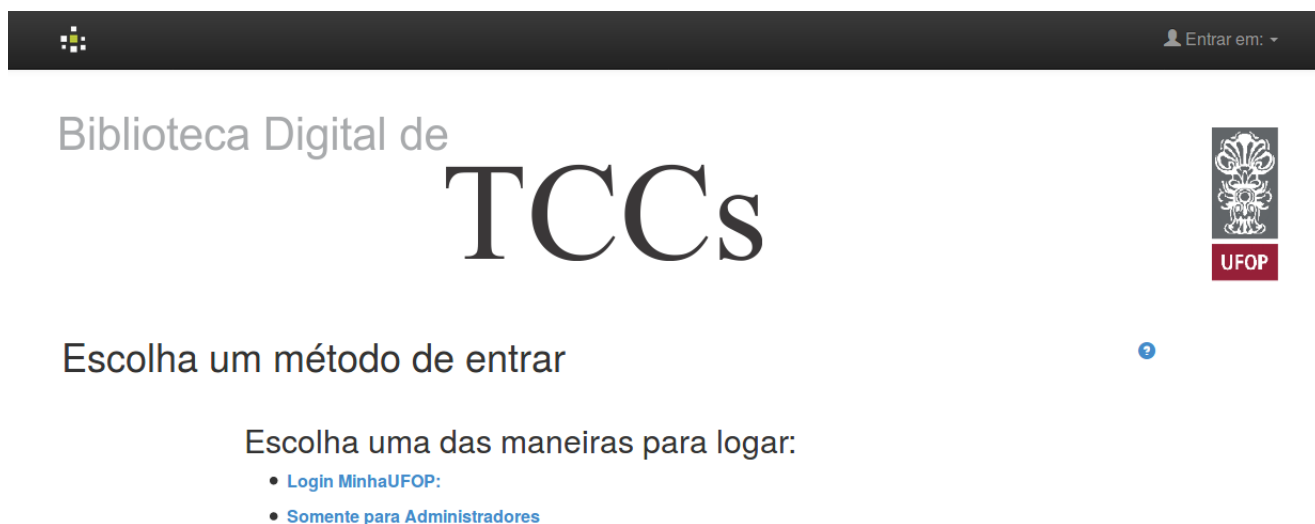 Entrar em:
Biblioteca Digital de
TCCs
UFOP
Escolha um método de entrar
?
Escolha uma das maneiras para logar:
Login MinhaUFOP:
Somente para Administradores